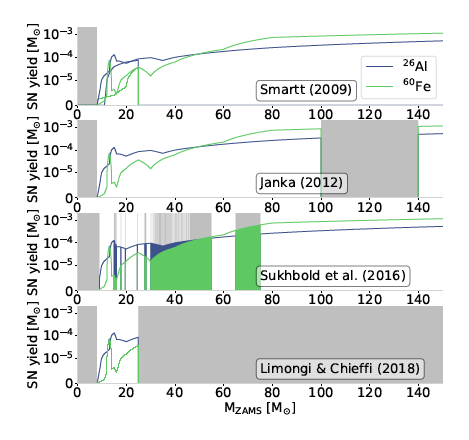 SN yield [M⊙]
10⁻³
10⁻⁴
10⁻⁵
0
²⁶Al
⁶⁰Fe
Smartt (2009)
0 20 40 60 80 100 120 140
SN yield [M⊙]
10⁻³
10⁻⁴
10⁻⁵
0
Janka (2012)
0 20 40 60 80 100 120 140
SN yield [M⊙]
10⁻³
10⁻⁴
10⁻⁵
0
Sukhbold et al. (2016)
0 20 40 60 80 100 120 140
SN yield [M⊙]
10⁻³
10⁻⁴
10⁻⁵
0
Limongi & Chieffi (2018)
0 20 40 60 80 100 120 140
M_ZAMS [M⊙]